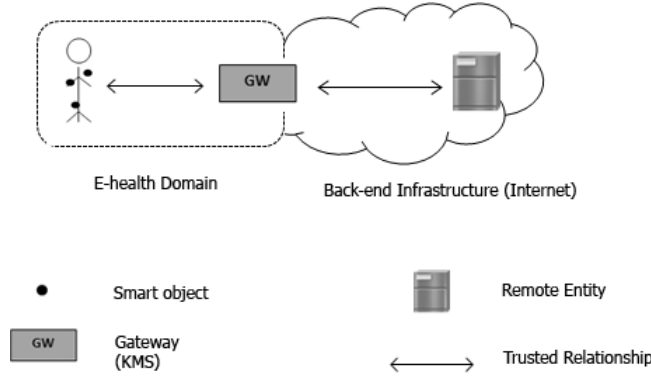 GW
E-health Domain
Back-end Infrastructure (Internet)
Smart object
Remote Entity
GW
Gateway
(KMS)
Trusted Relationship